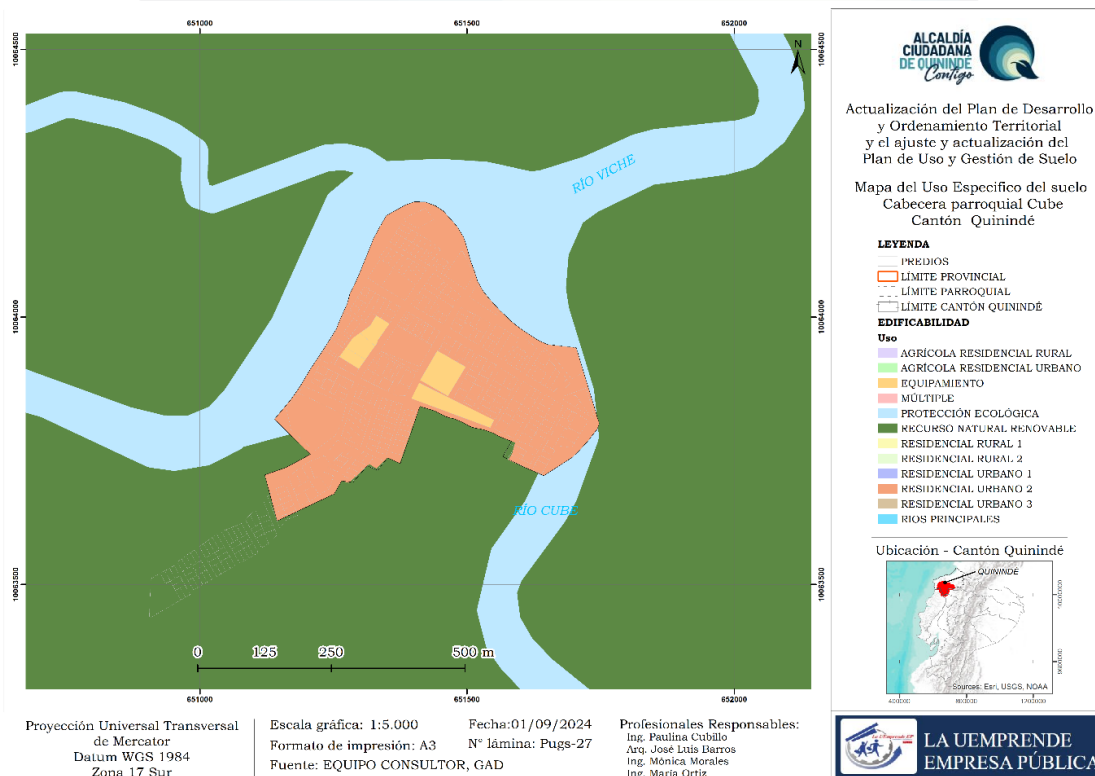 651000
651500
652000
10064500
10064500
N
RÍO VICHE
10064000
10064000
RÍO CUBE
10063500
10063500
0 125 250 500 m
651000
651500
652000
ALCALDÍA
CIUDADANA
DE QUININDÉ
Contigo
Actualización del Plan de Desarrollo
y Ordenamiento Territorial
y el ajuste y actualización del
Plan de Uso y Gestión de Suelo
Mapa del Uso Especifico del suelo
Cabecera parroquial Cube
Cantón Quinindé
LEYENDA
PREDIOS
LÍMITE PROVINCIAL
LÍMITE PARROQUIAL
LÍMITE CANTÓN QUININDÉ
EDIFICABILIDAD
Uso
AGRÍCOLA RESIDENCIAL RURAL
AGRÍCOLA RESIDENCIAL URBANO
EQUIPAMIENTO
MÚLTIPLE
PROTECCIÓN ECOLÓGICA
RECURSO NATURAL RENOVABLE
RESIDENCIAL RURAL 1
RESIDENCIAL RURAL 2
RESIDENCIAL URBANO 1
RESIDENCIAL URBANO 2
RESIDENCIAL URBANO 3
RIOS PRINCIPALES
Ubicación - Cantón Quinindé
QUININDÉ
Sources: Esri, USGS, NOAA
400000 800000 1200000
Proyección Universal Transversal
de Mercator
Datum WGS 1984
Zona 17 Sur
Escala gráfica: 1:5.000
Formato de impresión: A3
Fuente: EQUIPO CONSULTOR, GAD
Fecha:01/09/2024
N° lámina: Pugs-27
Profesionales Responsables:
Ing. Paulina Cubillo
Arq. José Luis Barros
Ing. Mónica Morales
Ing. María Ortiz
LA UEMPRENDE
EMPRESA PÚBLICA